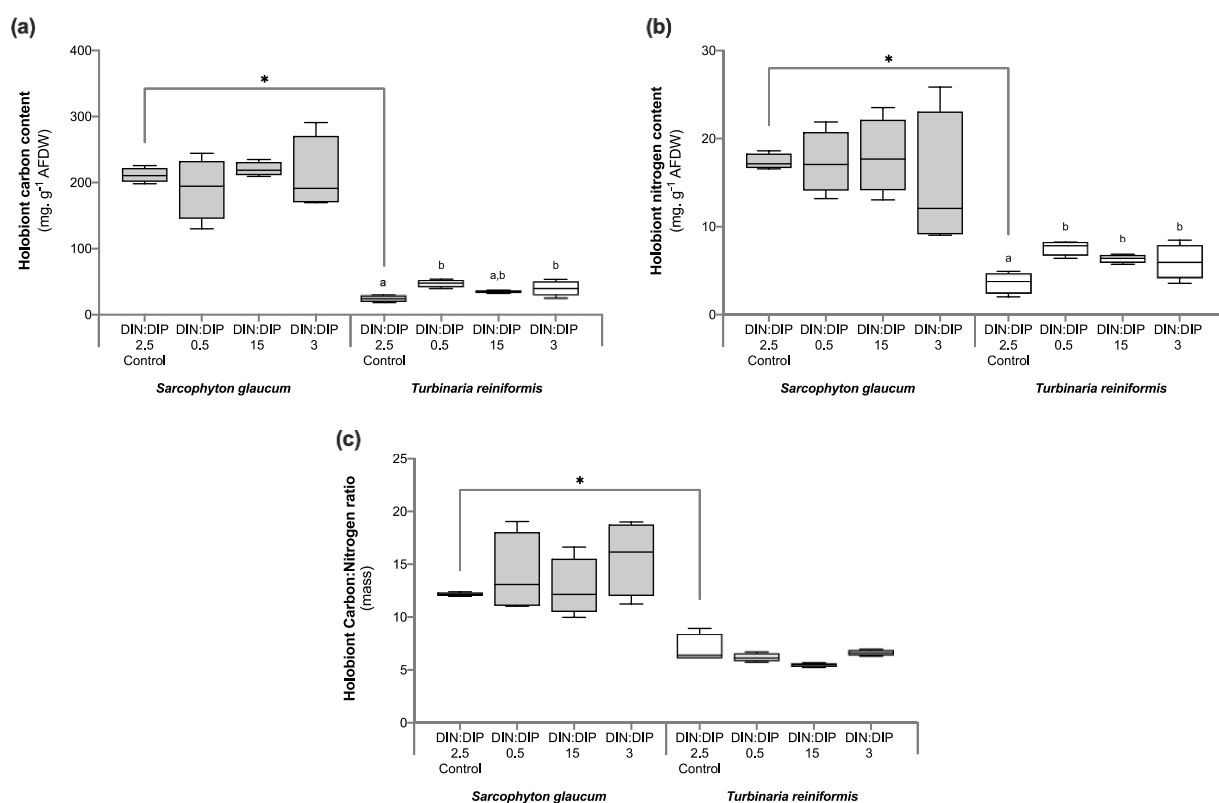 (a)
Holobiont carbon content
(mg. g-1 AFDW)
400
300
200
100
0
*
a
b
a,b
b
DIN:DIP DIN:DIP DIN:DIP DIN:DIP DIN:DIP DIN:DIP DIN:DIP DIN:DIP
2.5 0.5 15 3 2.5 0.5 15 3
Control Control
Sarcophyton glaucum Turbinaria reiniformis
(b)
Holobiont nitrogen content
(mg. g-1 AFDW)
30
20
10
0
*
a
b
b
b
DIN:DIP DIN:DIP DIN:DIP DIN:DIP DIN:DIP DIN:DIP DIN:DIP DIN:DIP
2.5 0.5 15 3 2.5 0.5 15 3
Control Control
Sarcophyton glaucum Turbinaria reiniformis
(c)
Holobiont Carbon:Nitrogen ratio
(mass)
25
20
15
10
5
0
*
DIN:DIP DIN:DIP DIN:DIP DIN:DIP DIN:DIP DIN:DIP DIN:DIP DIN:DIP
2.5 0.5 15 3 2.5 0.5 15 3
Control Control
Sarcophyton glaucum Turbinaria reiniformis